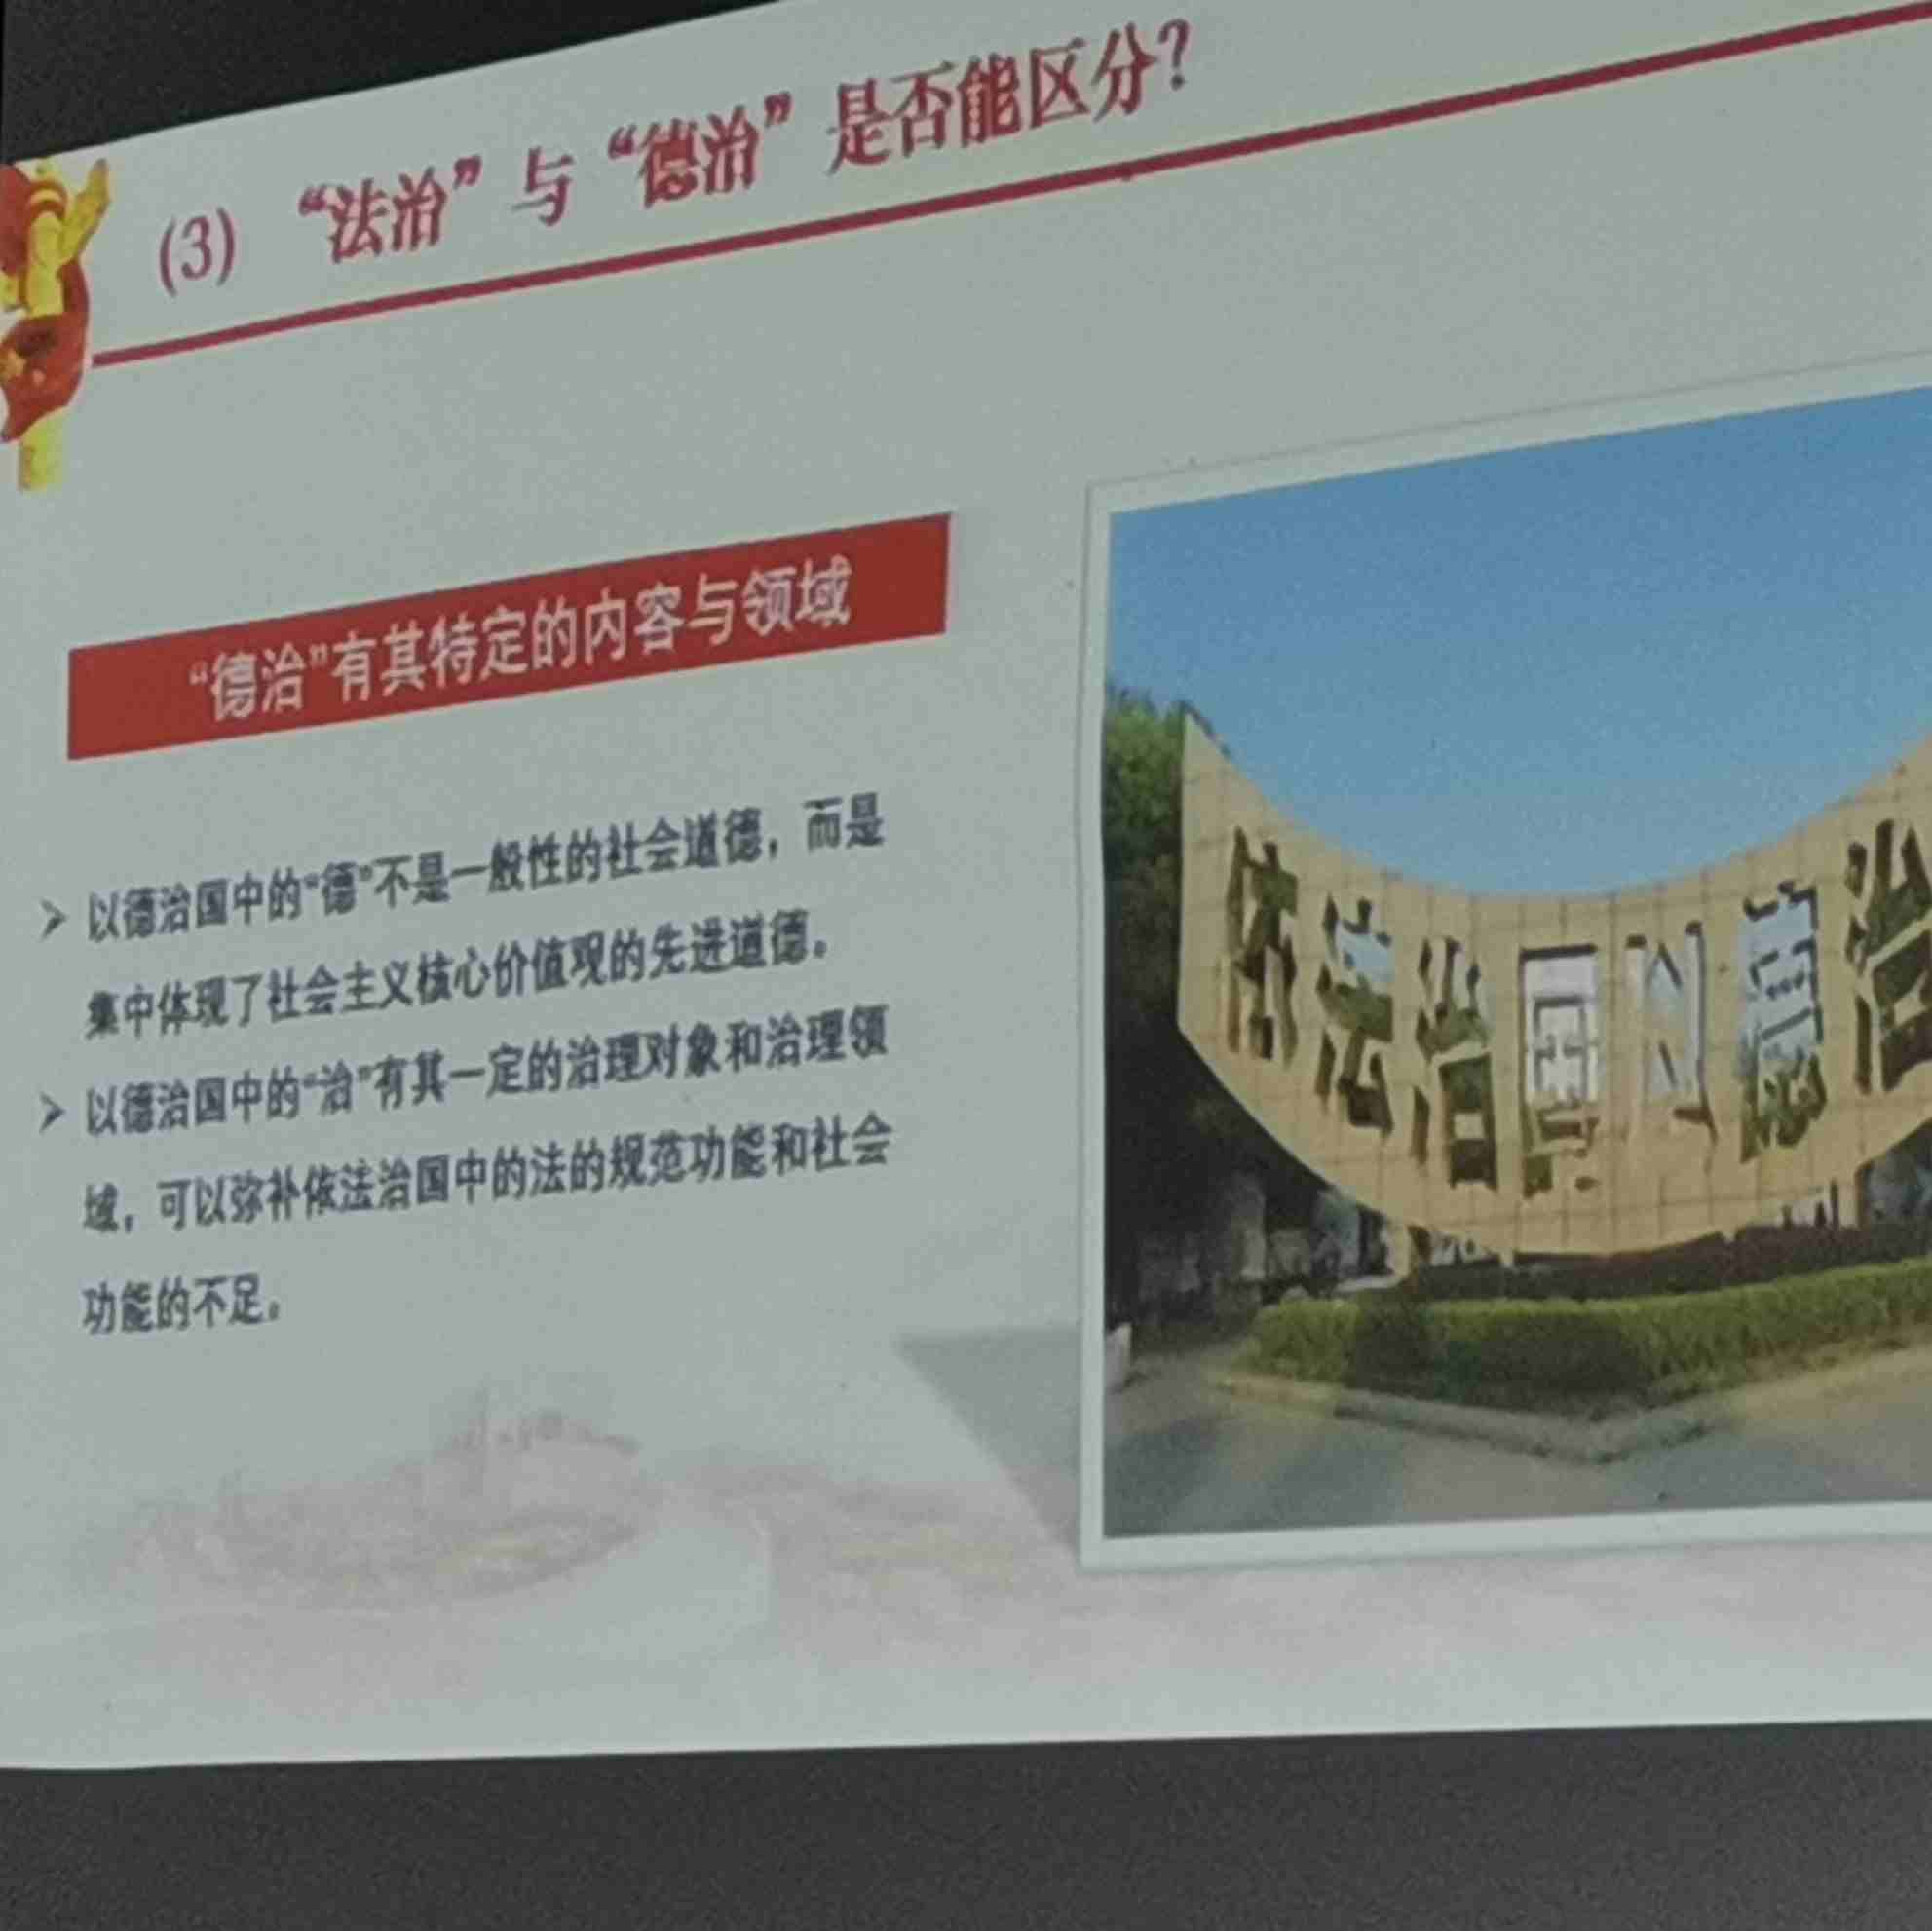 (3) “法治”与“德治”是否能区分?
“德治”有其特定的内容与领域
➢ 以德治国中的“德”不是一般性的社会道德，而是
集中体现了社会主义核心价值观的先进道德。
➢ 以德治国中的“治”有其一定的治理对象和治理领
域，可以弥补依法治国中的法的规范功能和社会
功能的不足。
依法治国以德治